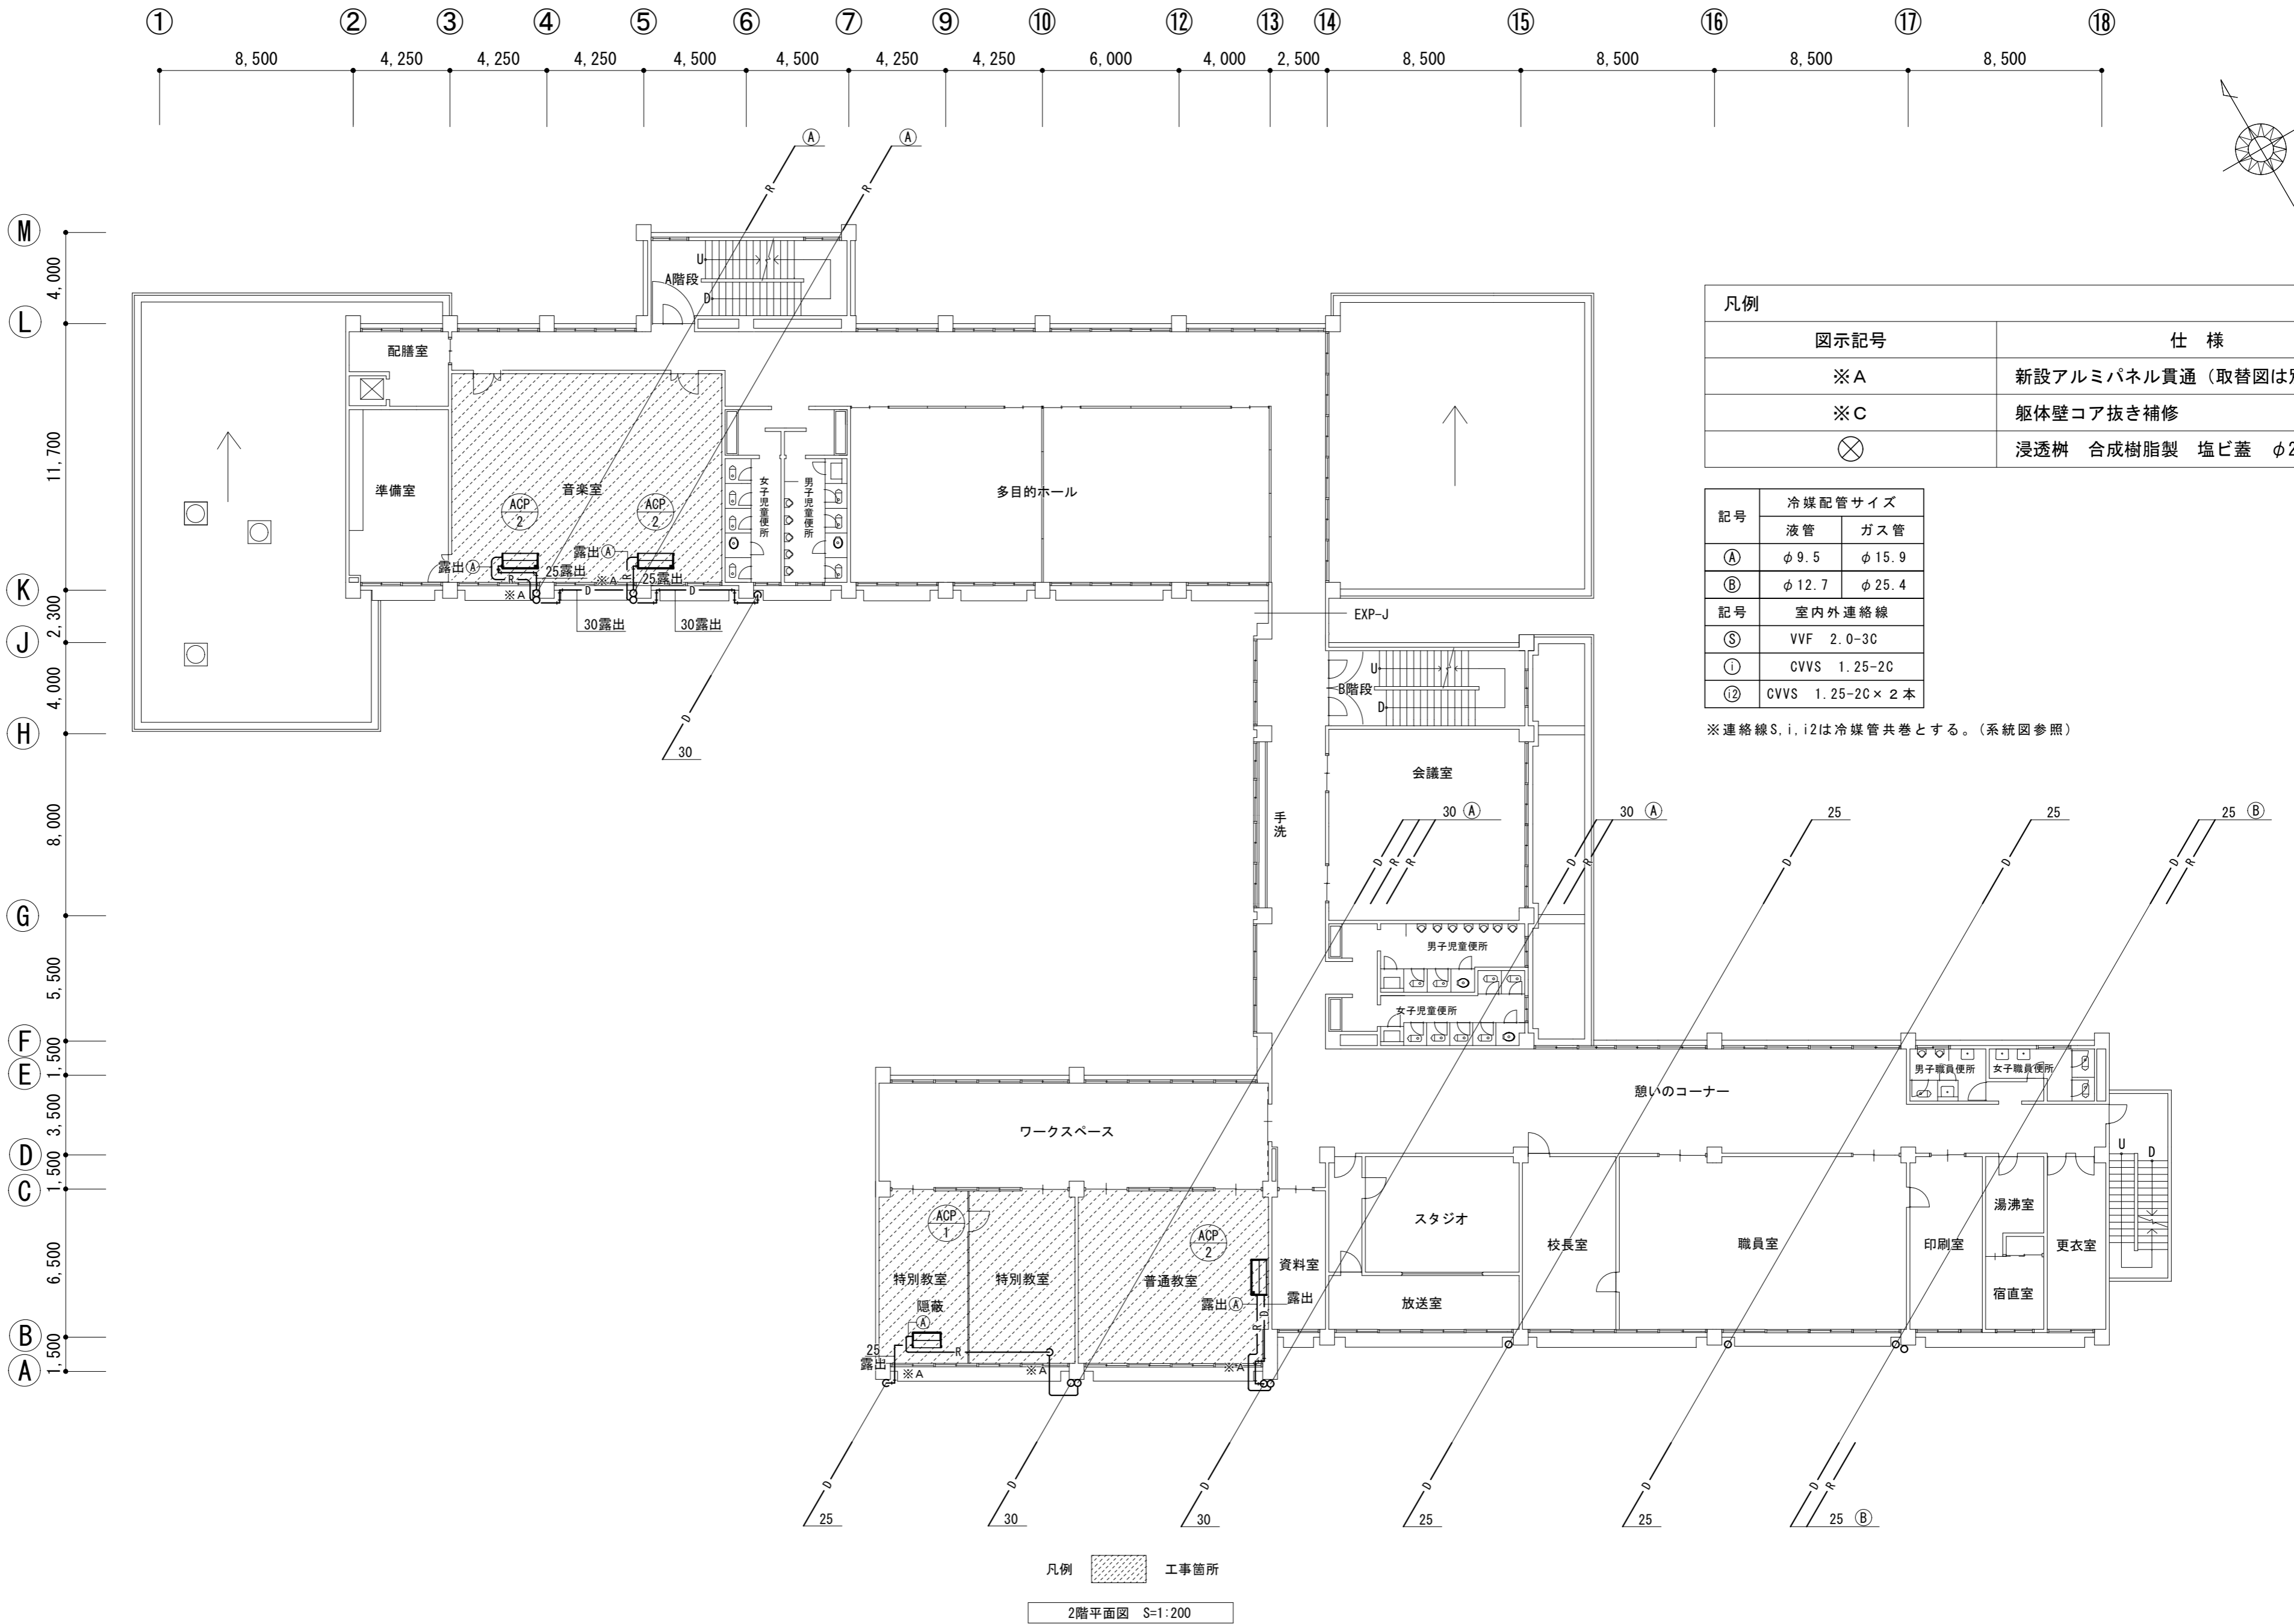 ① ② ③ ④ ⑤ ⑥ ⑦ ⑨ ⑩ ⑫ ⑬ ⑭ ⑮ ⑯ ⑰ ⑱
8,500 4,250 4,250 4,250 4,500 4,500 4,250 4,250 6,000 4,000 2,500 8,500 8,500 8,500 8,500
Ⓐ Ⓐ
R R
Ⓜ
4,000
Ⓛ
11,700
Ⓚ
2,300
Ⓙ
4,000
Ⓗ
8,000
Ⓖ
5,500
Ⓕ
1,500
Ⓔ
3,500
Ⓓ
1,500
Ⓒ
6,500
Ⓑ
1,500
Ⓐ
U
A階段
D
配膳室
準備室
音楽室
ACP
2
ACP
2
露出Ⓐ
R
25露出
※A
露出Ⓐ
R
25露出
※A
D
D
30露出
30露出
D
30
女子児童便所
男子児童便所
多目的ホール
EXP-J
U
B階段
D
会議室
手洗
男子児童便所
女子児童便所
凡例
図示記号 仕 様
※A 新設アルミパネル貫通（取替図は
※C 躯体壁コア抜き補修
浸透桝 合成樹脂製 塩ビ蓋 φ2
記号 冷媒配管サイズ
液管 ガス管
Ⓐ φ9.5 φ15.9
Ⓑ φ12.7 φ25.4
記号 室内外連絡線
Ⓢ VVF 2.0-3C
ⓘ CVVS 1.25-2C
i2 CVVS 1.25-2C×２本
※連絡線S,i,i2は冷媒管共巻とする。(系統図参照)
30 Ⓐ
D R R
30 Ⓐ
D R
25
D
25
D
25 Ⓑ
D R
男子職員便所
女子職員便所
憩いのコーナー
ワークスペース
U D
ACP
1
特別教室
特別教室
隠蔽
Ⓐ
R
25
露出
※A
※A
ACP
2
普通教室
露出Ⓐ
露出
R D
※A
資料室
スタジオ
放送室
校長室
職員室
印刷室
湯沸室
宿直室
更衣室
D
25
D
30
D
30
D
25
D
25
D R
25 Ⓑ
凡例 工事箇所
2階平面図 S=1:200